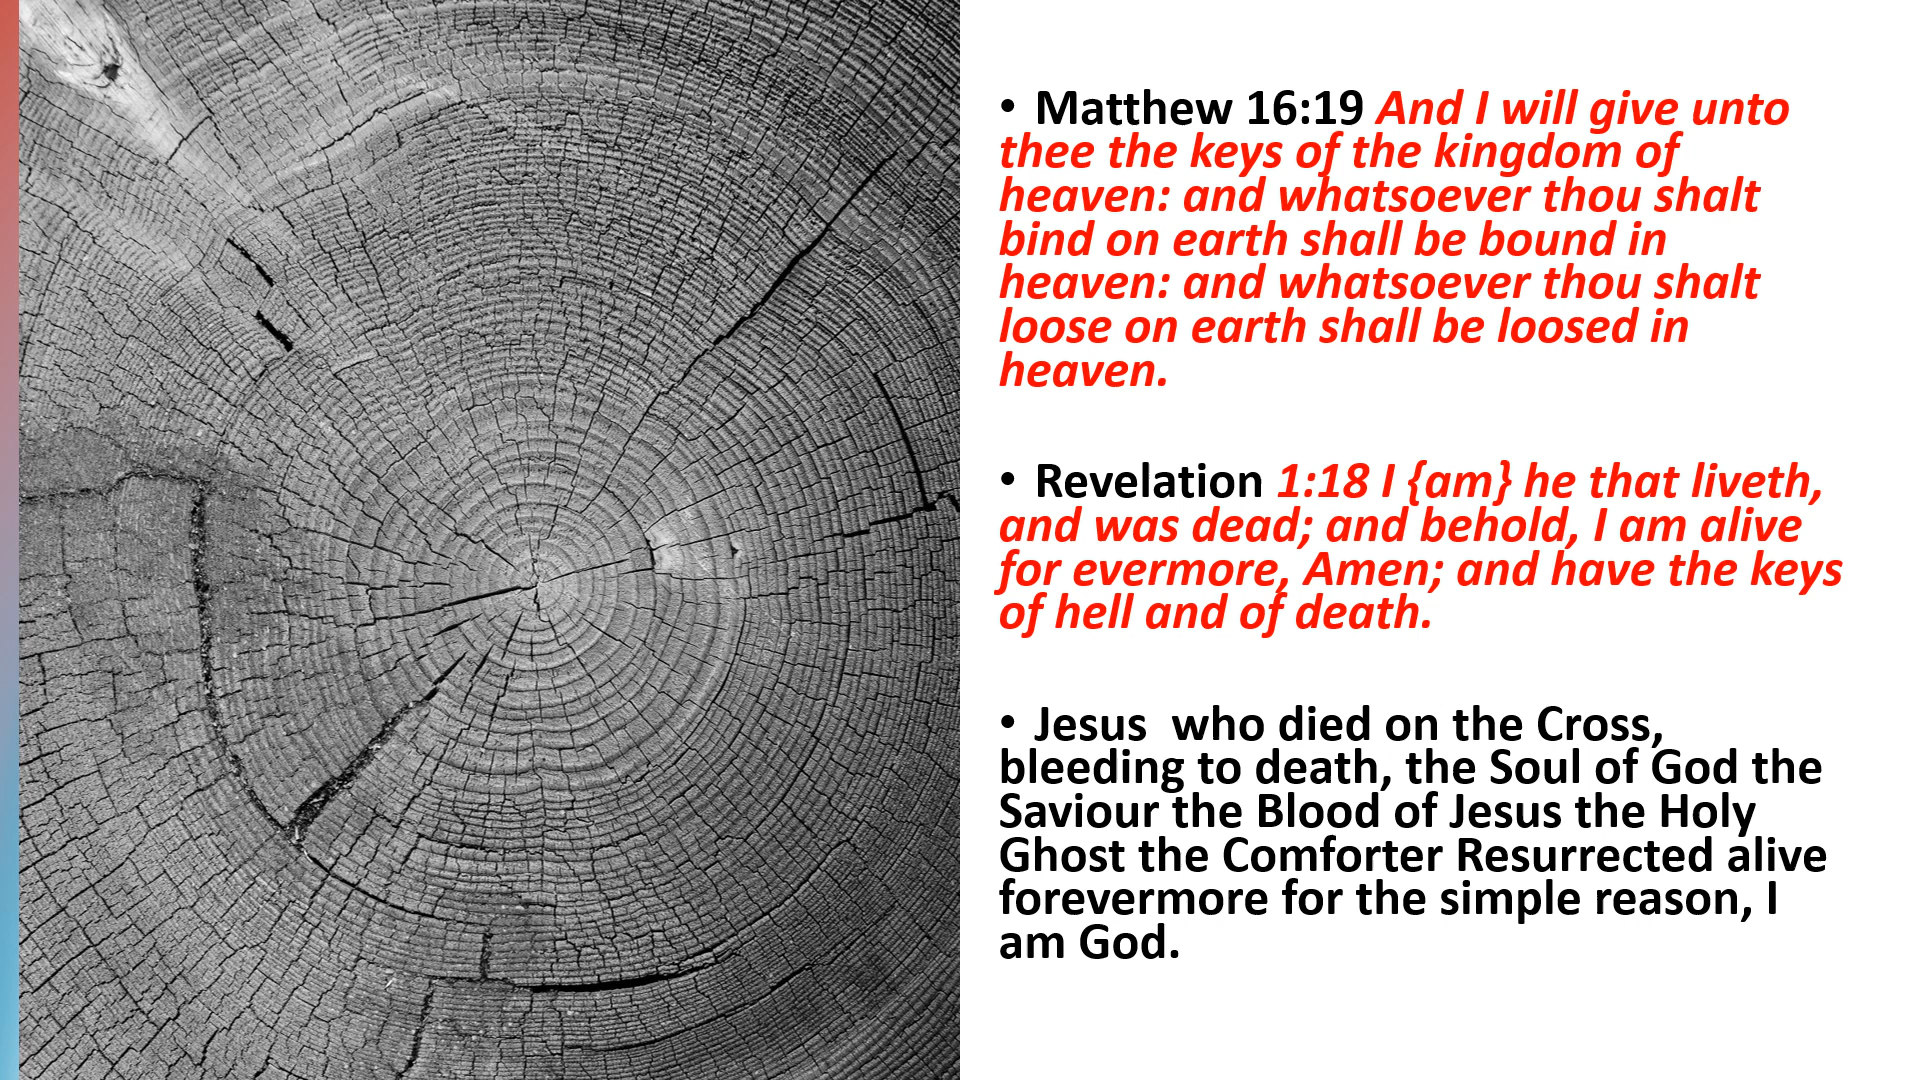 • Matthew 16:19 And I will give unto
thee the keys of the kingdom of
heaven: and whatsoever thou shalt
bind on earth shall be bound in
heaven: and whatsoever thou shalt
loose on earth shall be loosed in
heaven.
• Revelation 1:18 I {am} he that liveth,
and was dead; and behold, I am alive
for evermore, Amen; and have the keys
of hell and of death.
• Jesus  who died on the Cross,
bleeding to death, the Soul of God the
Saviour the Blood of Jesus the Holy
Ghost the Comforter Resurrected alive
forevermore for the simple reason, I
am God.